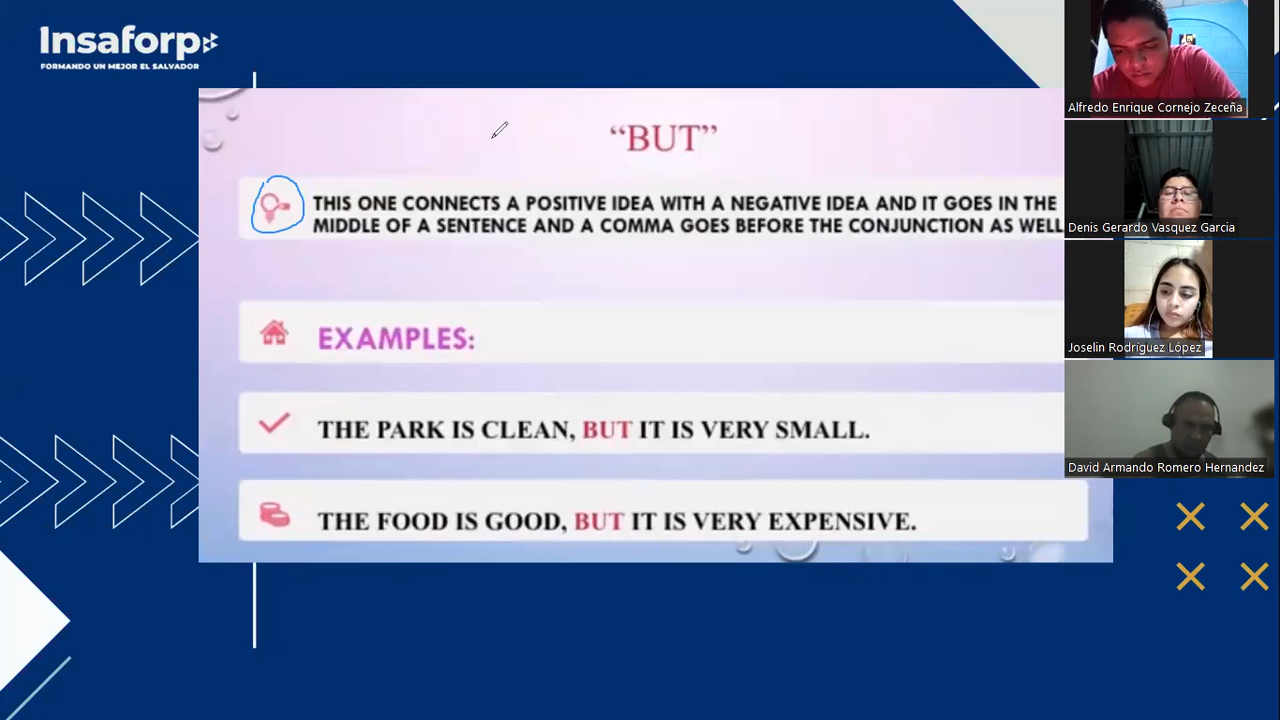 Insaforp
FORMANDO UN MEJOR EL SALVADOR
“BUT”
THIS ONE CONNECTS A POSITIVE IDEA WITH A NEGATIVE IDEA AND IT GOES IN THE
MIDDLE OF A SENTENCE AND A COMMA GOES BEFORE THE CONJUNCTION AS WELL
EXAMPLES:
THE PARK IS CLEAN, BUT IT IS VERY SMALL.
THE FOOD IS GOOD, BUT IT IS VERY EXPENSIVE.
Alfredo Enrique Cornejo Zeceña
Denis Gerardo Vasquez Garcia
Joselin Rodríguez López
David Armando Romero Hernandez